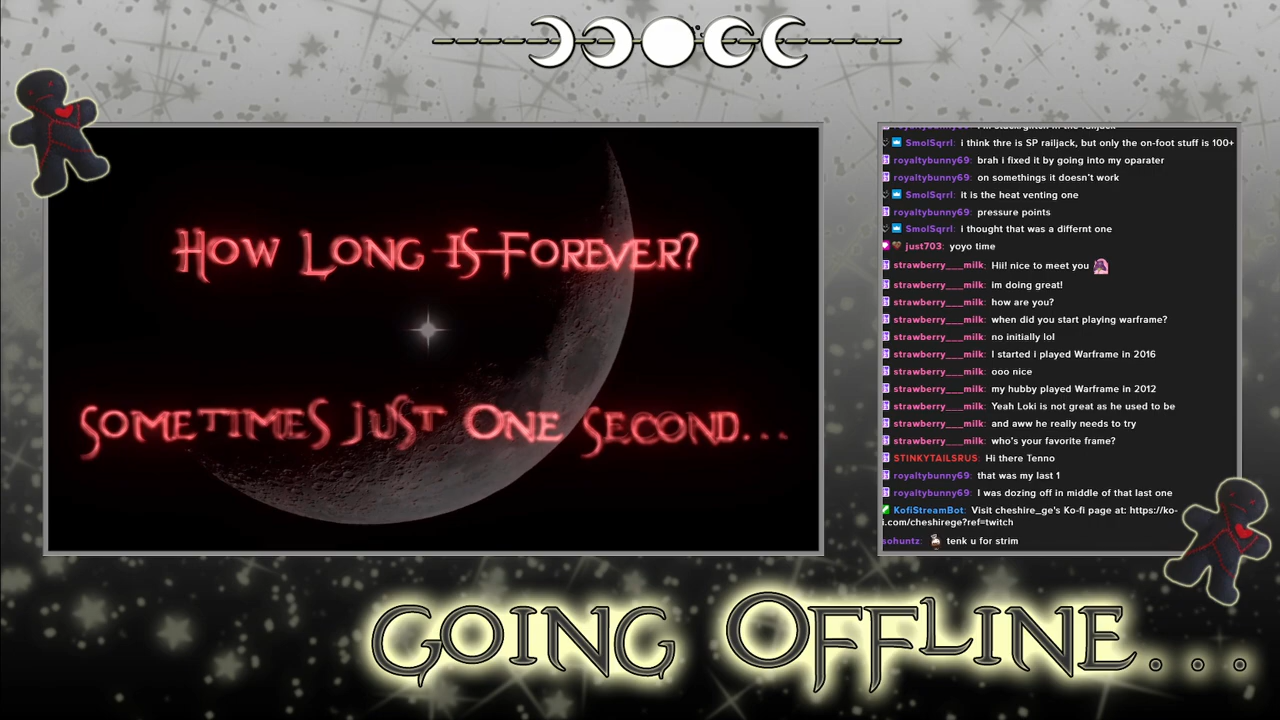 How Long Is Forever?
Sometimes Just One Second...
SmolSqrrl: i think thre is SP railjack, but only the on-foot stuff is 100+
royaltybunny69: brah i fixed it by going into my oparater
royaltybunny69: on somethings it doesn't work
SmolSqrrl: it is the heat venting one
royaltybunny69: pressure points
SmolSqrrl: i thought that was a differnt one
just703: yoyo time
strawberry___milk: Hii! nice to meet you
strawberry___milk: im doing great!
strawberry___milk: how are you?
strawberry___milk: when did you start playing warframe?
strawberry___milk: no initially lol
strawberry___milk: I started i played Warframe in 2016
strawberry___milk: ooo nice
strawberry___milk: my hubby played Warframe in 2012
strawberry___milk: Yeah Loki is not great as he used to be
strawberry___milk: and aww he really needs to try
strawberry___milk: who's your favorite frame?
STINKYTAILSRUS: Hi there Tenno
royaltybunny69: that was my last 1
royaltybunny69: I was dozing off in middle of that last one
KofiStreamBot: Visit cheshire_ge's Ko-fi page at: https://ko-
i.com/cheshirege?ref=twitch
sohuntz: tenk u for strim
Going Offline...